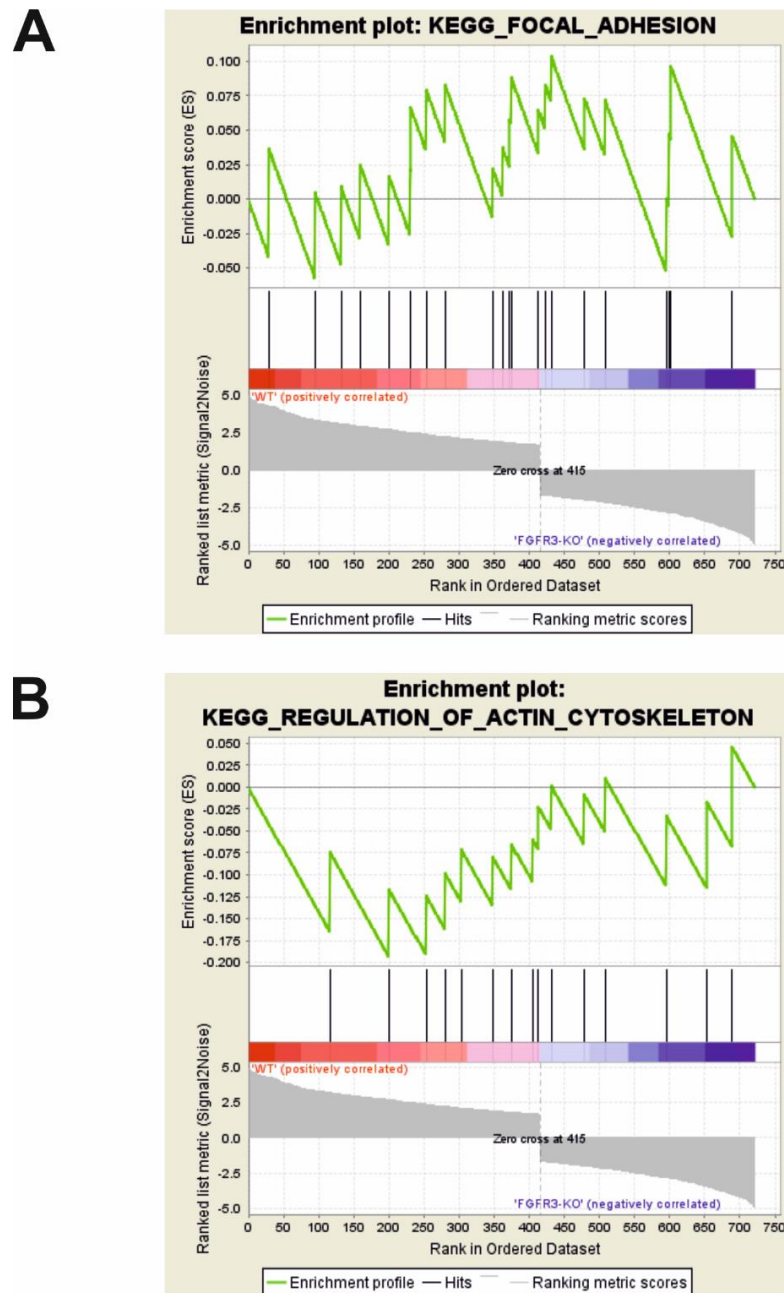 A
Enrichment plot: KEGG_FOCAL_ADHESION
Enrichment score (ES)
0.100
0.075
0.050
0.025
0.000
-0.025
-0.050
Ranked list metric (Signal2Noise)
5.0
2.5
0.0
-2.5
-5.0
'WT' (positively correlated)
Zero cross at 415
'FGFR3-KO' (negatively correlated)
0 50 100 150 200 250 300 350 400 450 500 550 600 650 700 750
Rank in Ordered Dataset
Enrichment profile Hits Ranking metric scores
B
Enrichment plot:
KEGG_REGULATION_OF_ACTIN_CYTOSKELETON
Enrichment score (ES)
0.050
0.025
0.000
-0.025
-0.050
-0.075
-0.100
-0.125
-0.150
-0.175
-0.200
Ranked list metric (Signal2Noise)
5.0
2.5
0.0
-2.5
-5.0
'WT' (positively correlated)
Zero cross at 415
'FGFR3-KO' (negatively correlated)
0 50 100 150 200 250 300 350 400 450 500 550 600 650 700 750
Rank in Ordered Dataset
Enrichment profile Hits Ranking metric scores